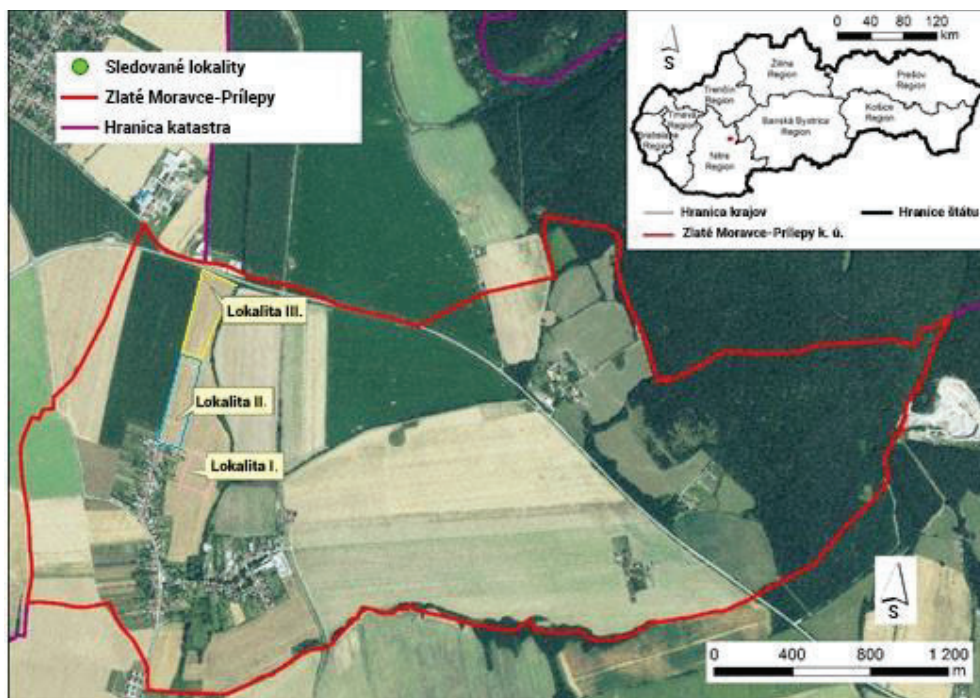 Sledované lokality
Zlaté Moravce-Prílepy
Hranica katastra
0 40 80 120
km
S
Žilina
Region
Prešov
Region
Trenčín
Region
Trnava
Region
Košice
Region
Banská Bystrica
Region
Bratislava
Region
Nitra
Region
Hranica krajov
Hranice štátu
Zlaté Moravce-Prílepy k. ú.
Lokalita III.
Lokalita II.
Lokalita I.
S
0 400 800 1 200
m